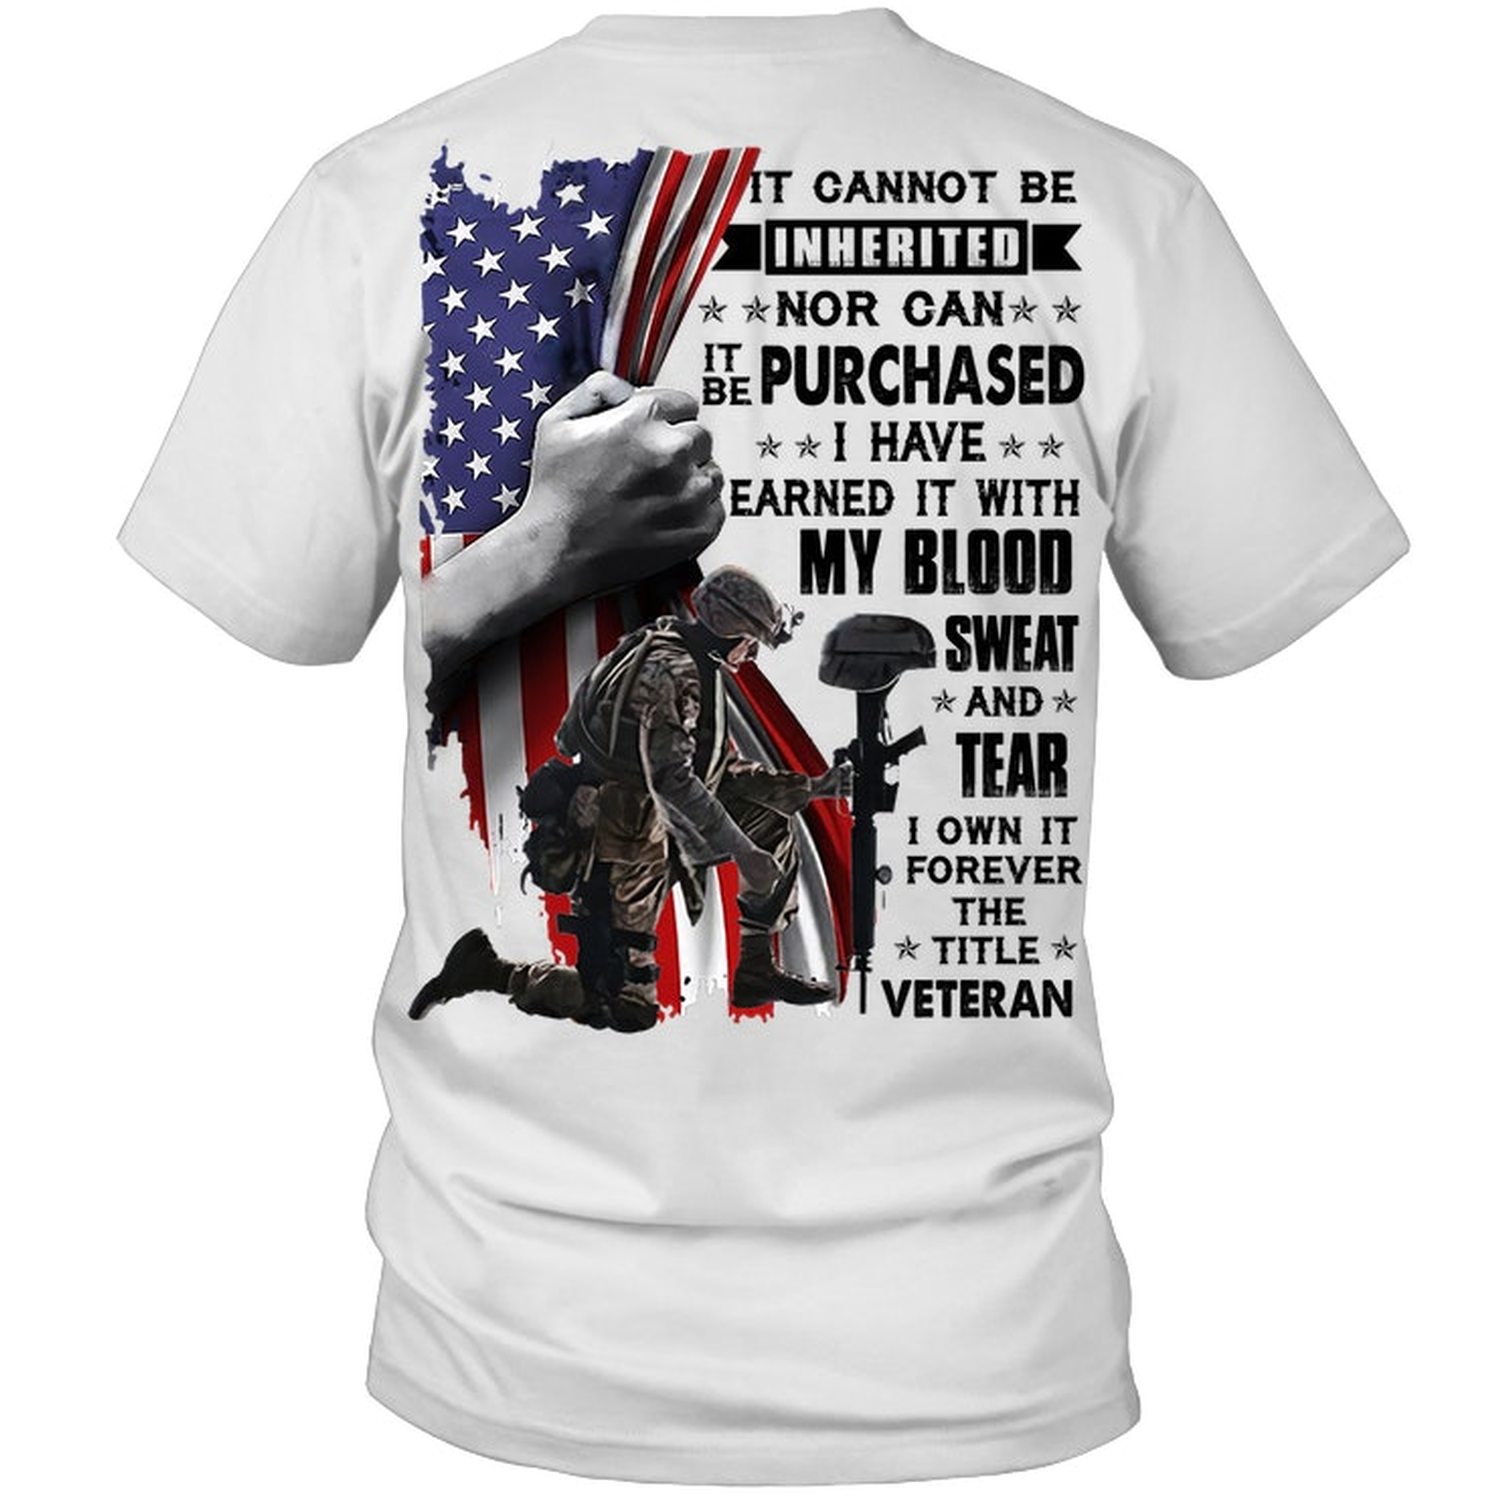 IT CANNOT BE
INHERITED
NOR CAN
IT
BE PURCHASED
I HAVE
EARNED IT WITH
MY BLOOD
SWEAT
AND
TEAR
I OWN IT
FOREVER
THE
TITLE
VETERAN